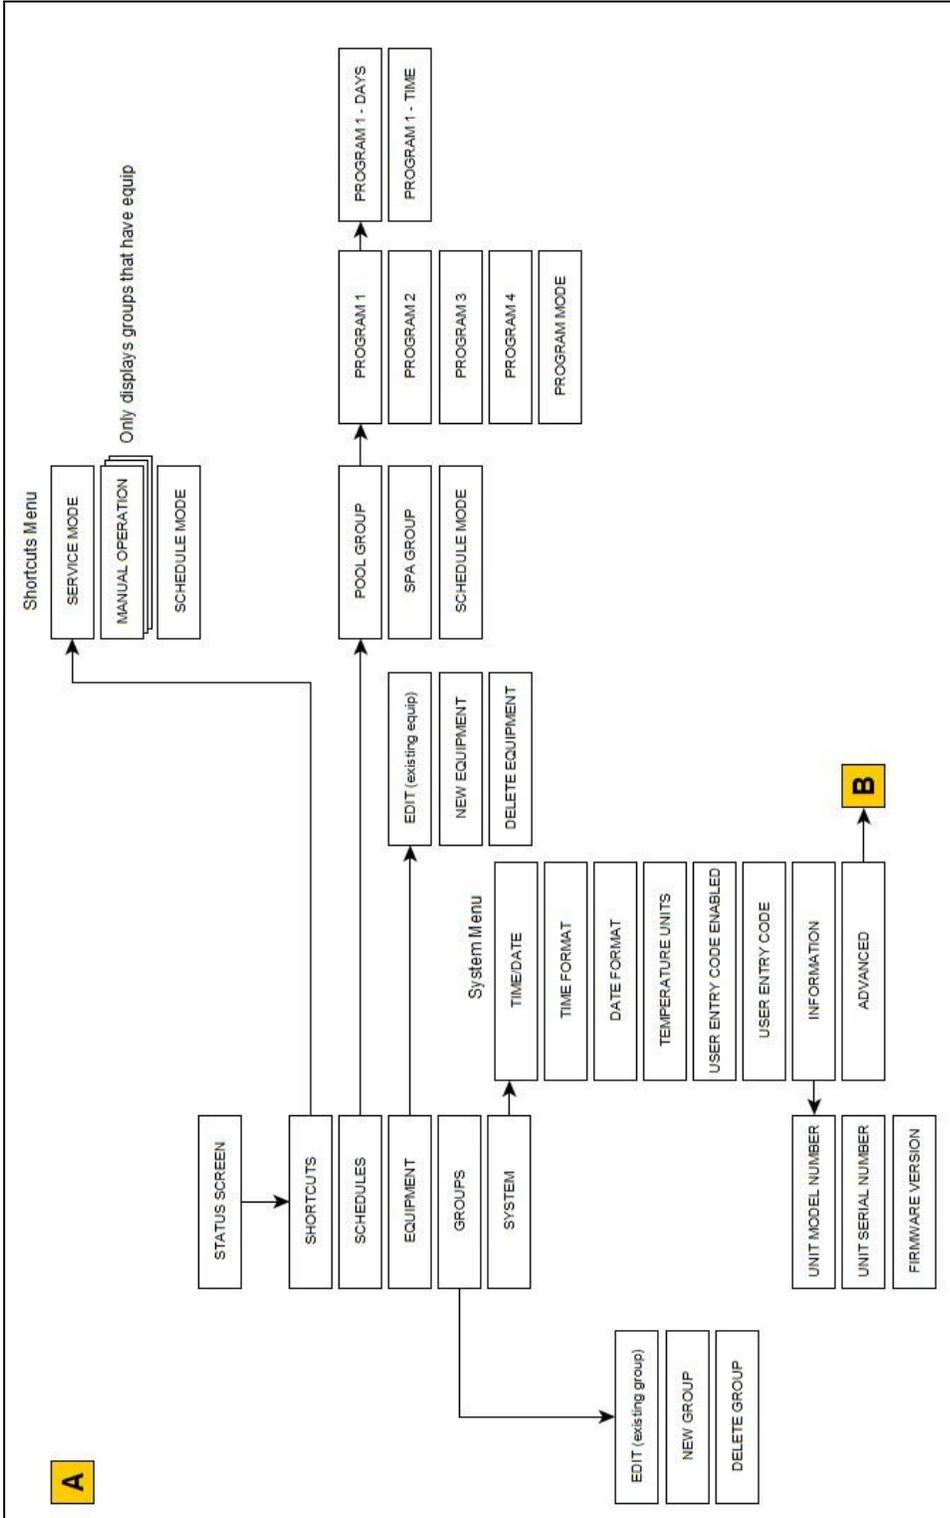 A
Shortcuts Menu
SERVICE MODE
MANUAL OPERATION
Only displays groups that have equip
SCHEDULE MODE
STATUS SCREEN
SHORTCUTS
SCHEDULES
EQUIPMENT
GROUPS
SYSTEM
POOL GROUP
SPA GROUP
SCHEDULE MODE
PROGRAM 1
PROGRAM 2
PROGRAM 3
PROGRAM 4
PROGRAM MODE
PROGRAM 1 - DAYS
PROGRAM 1 - TIME
EDIT (existing equip)
NEW EQUIPMENT
DELETE EQUIPMENT
System Menu
TIME/DATE
TIME FORMAT
DATE FORMAT
TEMPERATURE UNITS
USER ENTRY CODE ENABLED
USER ENTRY CODE
INFORMATION
ADVANCED
B
UNIT MODEL NUMBER
UNIT SERIAL NUMBER
FIRMWARE VERSION
EDIT (existing group)
NEW GROUP
DELETE GROUP